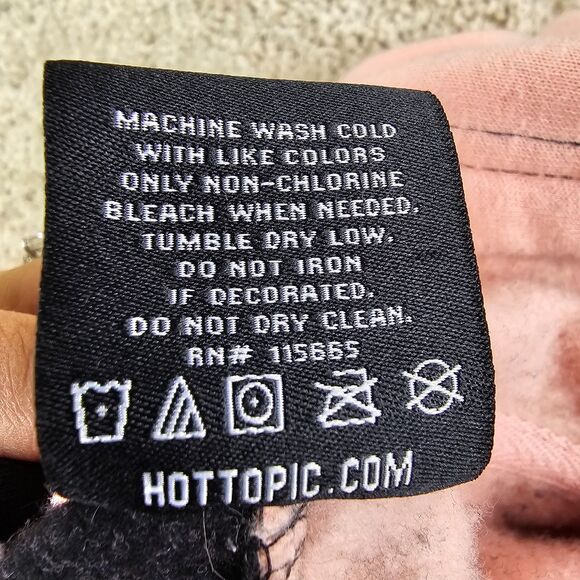 MACHINE WASH COLD
WITH LIKE COLORS
ONLY NON-CHLORINE
BLEACH WHEN NEEDED.
TUMBLE DRY LOW.
DO NOT IRON
IF DECORATED.
DO NOT DRY CLEAN.
RN# 115665
HOTTOPIC.COM